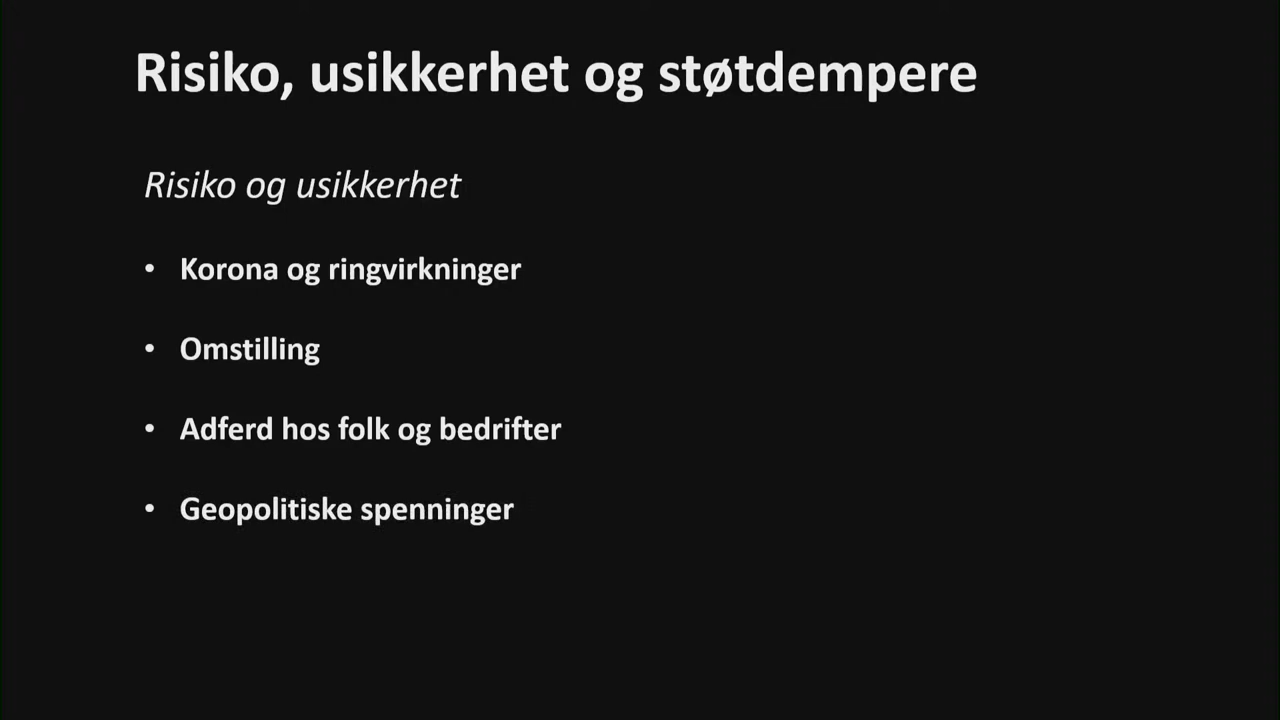 Risiko, usikkerhet og støtdempere
Risiko og usikkerhet
• Korona og ringvirkninger
• Omstilling
• Adferd hos folk og bedrifter
• Geopolitiske spenninger